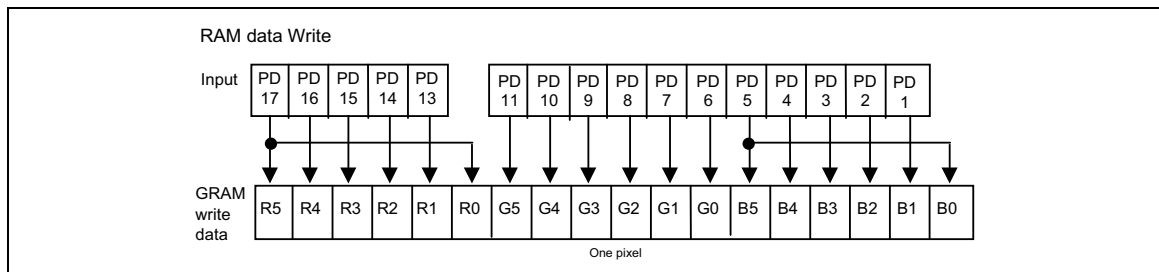 RAM data Write
Input PD PD PD PD PD PD PD PD PD PD PD PD PD PD PD PD
17 16 15 14 13 11 10 9 8 7 6 5 4 3 2 1
GRAM
write
data
R5 R4 R3 R2 R1 R0 G5 G4 G3 G2 G1 G0 B5 B4 B3 B2 B1 B0
One pixel